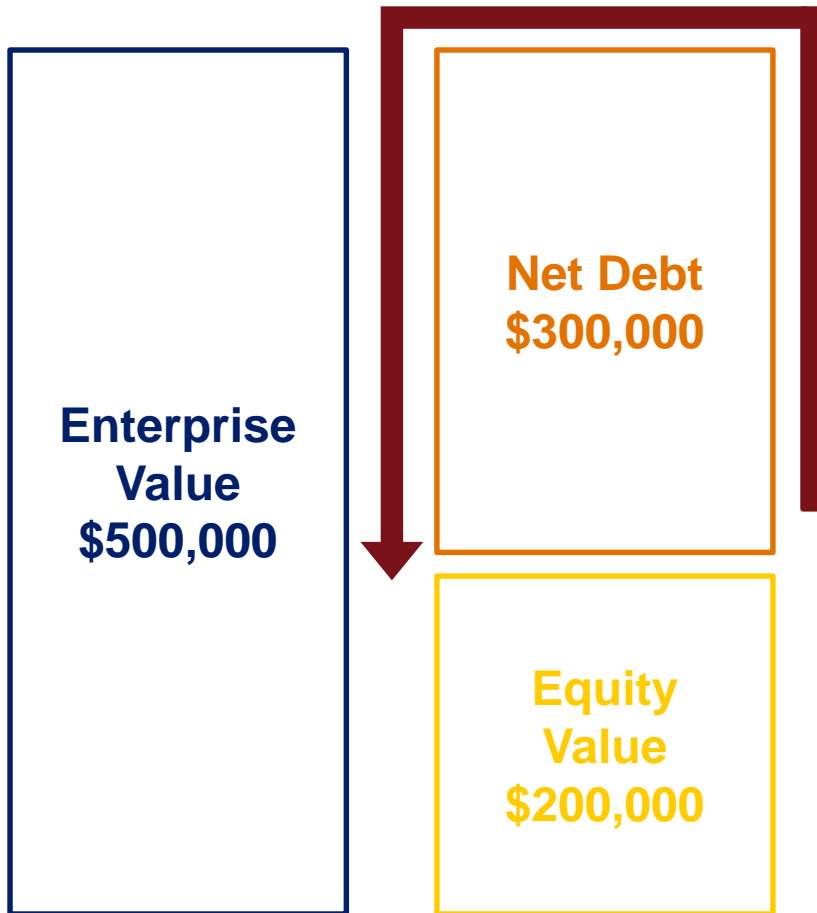 Enterprise
Value
$500,000
Net Debt
$300,000
Equity
Value
$200,000